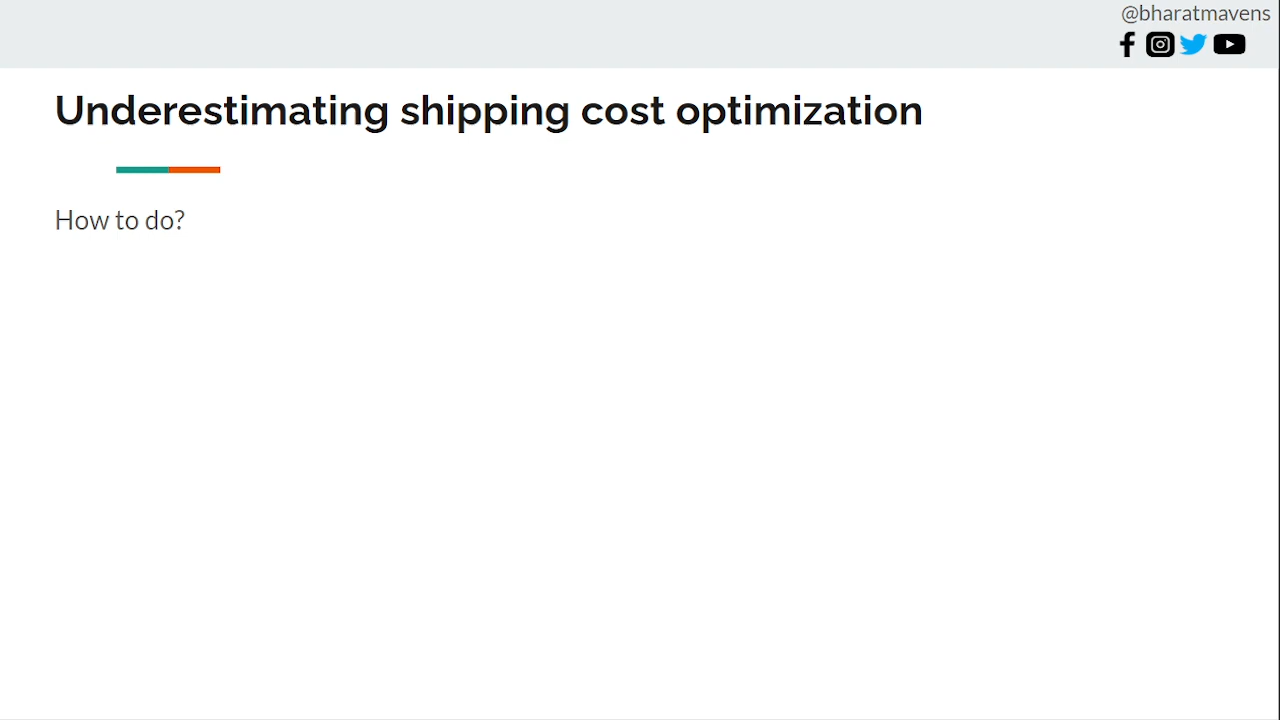 @bharatmavens
Underestimating shipping cost optimization
How to do?